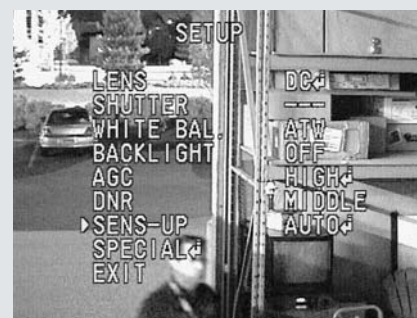 SETUP
LENS DC↲
SHUTTER ---
WHITE BAL. ATW
BACKLIGHT OFF
AGC HIGH↲
DNR MIDDLE
▷SENS-UP AUTO↲
SPECIAL↲
EXIT